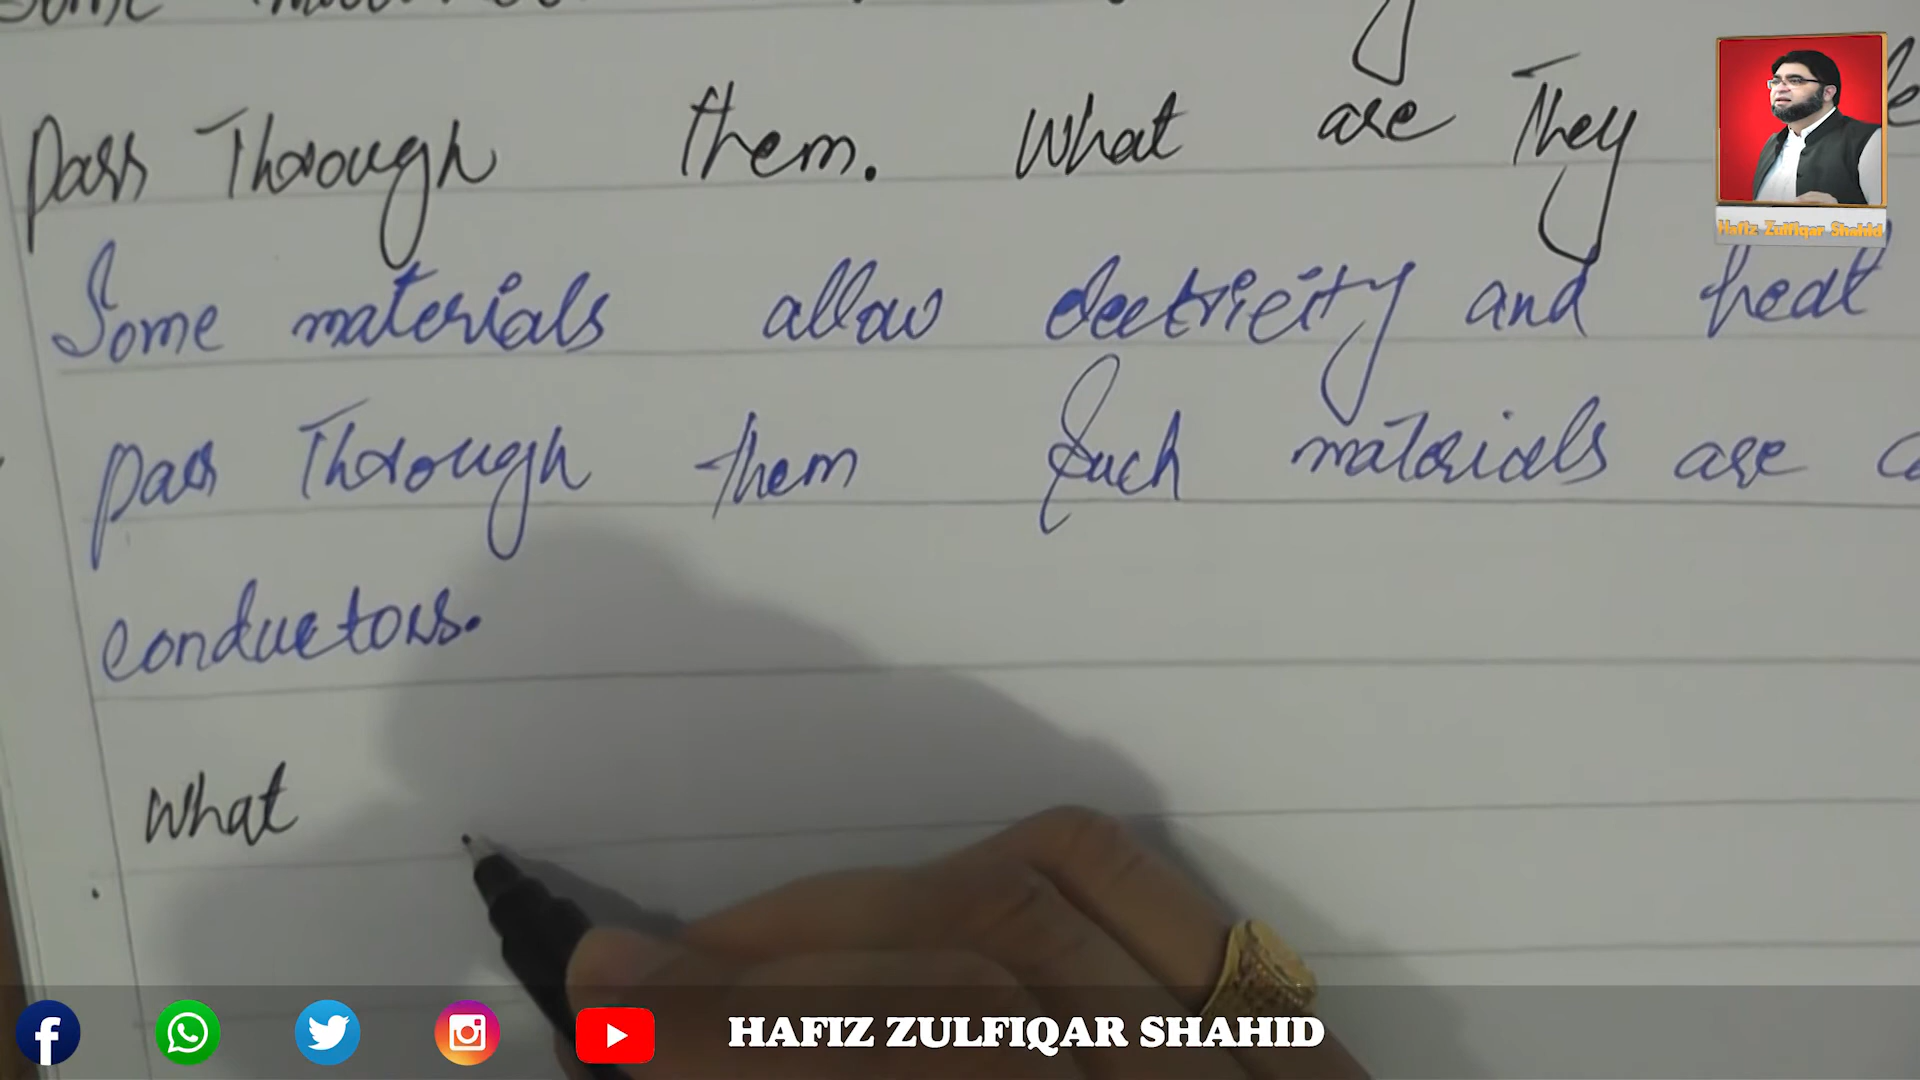 Some
pass Through them. What are They
Some materials allow electricity and heat
pass Through them Such materials are
conductors.
What
Hafiz Zulfiqar Shahid
HAFIZ ZULFIQAR SHAHID